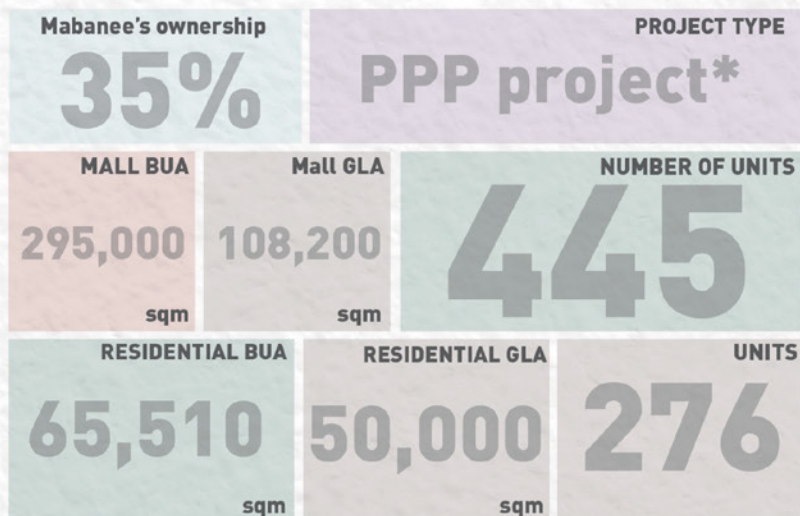 Mabanee's ownership
35%
PROJECT TYPE
PPP project*
MALL BUA
295,000
sqm
Mall GLA
108,200
sqm
NUMBER OF UNITS
445
RESIDENTIAL BUA
65,510
sqm
RESIDENTIAL GLA
50,000
sqm
UNITS
276